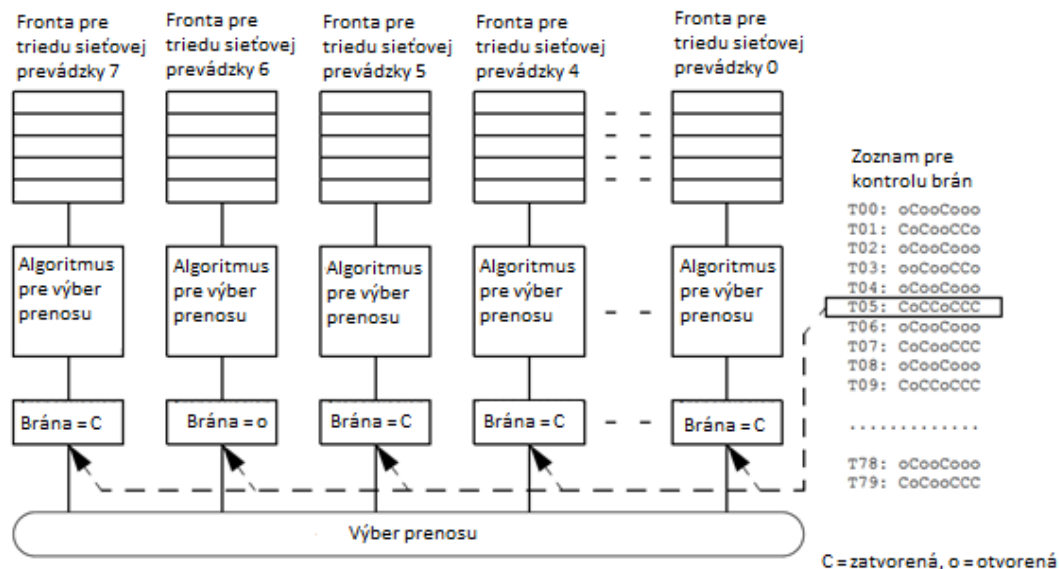 Fronta pre
triedu sieťovej
prevádzky 7
Fronta pre
triedu sieťovej
prevádzky 6
Fronta pre
triedu sieťovej
prevádzky 5
Fronta pre
triedu sieťovej
prevádzky 4
Fronta pre
triedu sieťovej
prevádzky 0
Algoritmus
pre výber
prenosu
Algoritmus
pre výber
prenosu
Algoritmus
pre výber
prenosu
Algoritmus
pre výber
prenosu
Algoritmus
pre výber
prenosu
Brána = C
Brána = o
Brána = C
Brána = C
Brána = C
Výber prenosu
Zoznam pre
kontrolu brán
T00: oCooCooo
T01: CoCooCCo
T02: oCooCooo
T03: ooCooCCo
T04: oCooCooo
T05: CoCCoCCC
T06: oCooCooo
T07: CoCooCCC
T08: oCooCooo
T09: CoCCoCCC
.............
T78: oCooCooo
T79: CoCooCCC
C = zatvorená, o = otvorená